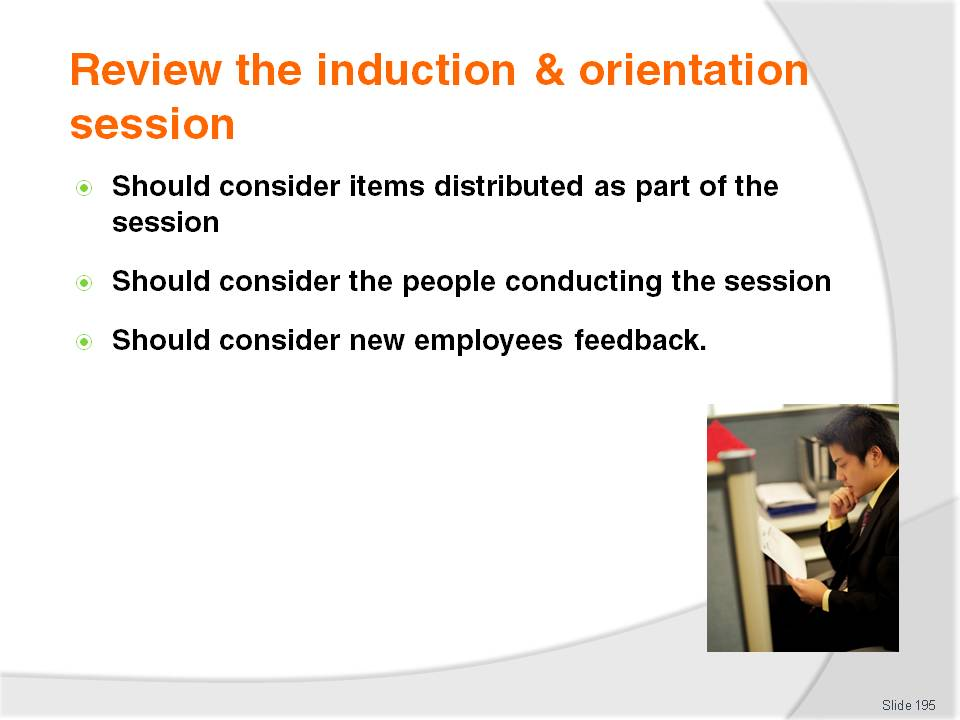 Review the induction & orientation
session
Should consider items distributed as part of the
session
Should consider the people conducting the session
Should consider new employees feedback.
Slide 195